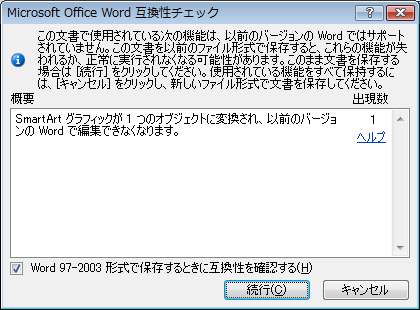 Microsoft Office Word 互換性チェック
この文書で使用されている次の機能は、以前のバージョンの Word ではサポート
されていません。この文書を以前のファイル形式で保存すると、これらの機能が失
われるか、正常に実行されなくなる可能性があります。このまま文書を保存する
場合は [続行] をクリックしてください。使用されている機能をすべて保持するに
は、[キャンセル] をクリックし、新しいファイル形式で文書を保存してください。
概要 出現数
SmartArt グラフィックが 1 つのオブジェクトに変換され、以前のバージョ 1
ンの Word で編集できなくなります。 ヘルプ
Word 97-2003 形式で保存するときに互換性を確認する(H)
続行(C) キャンセル